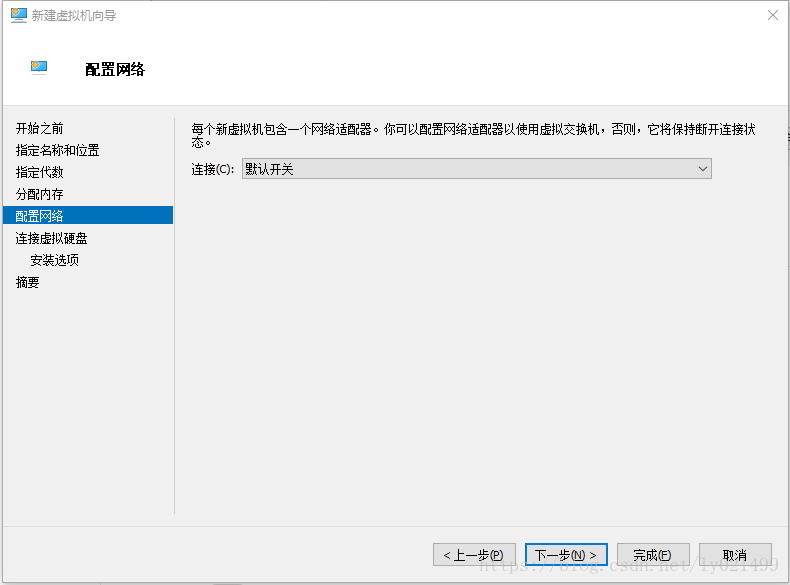 新建虚拟机向导
配置网络
开始之前
指定名称和位置
指定代数
分配内存
配置网络
连接虚拟硬盘
安装选项
摘要
每个新虚拟机包含一个网络适配器。你可以配置网络适配器以使用虚拟交换机，否则，它将保持断开连接状
态。
连接(C):
默认开关
< 上一步(P)
下一步(N) >
完成(F)
取消
https://blog.csdn.net/ly021499